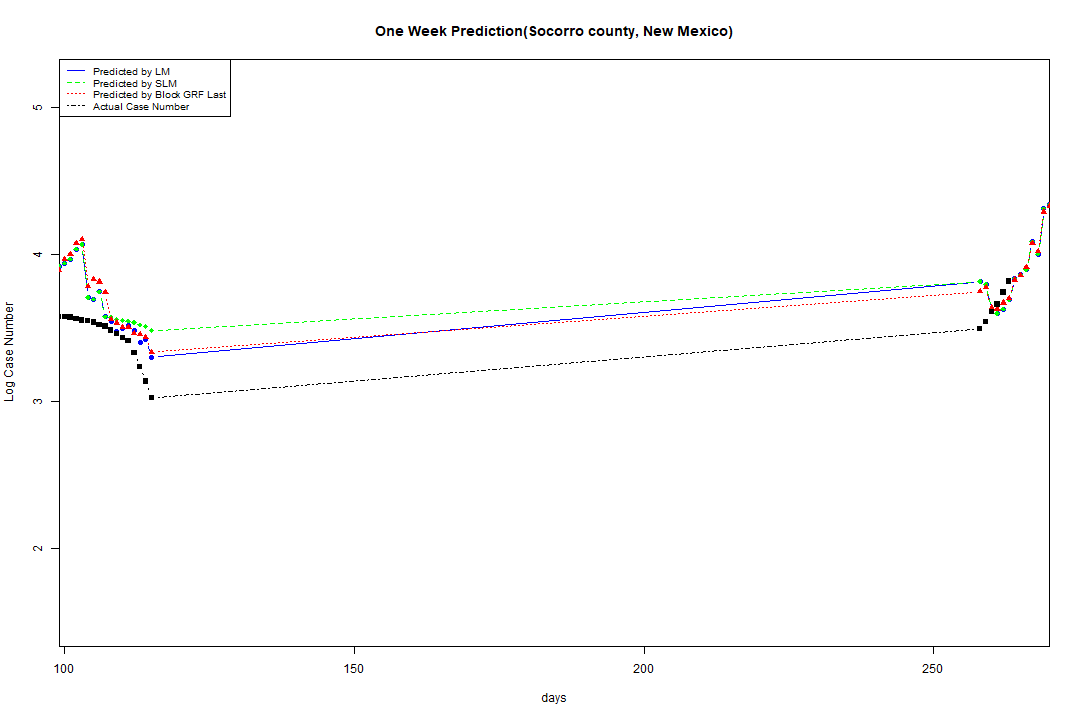 One Week Prediction(Socorro county, New Mexico)
Predicted by LM
Predicted by SLM
Predicted by Block GRF Last
Actual Case Number
5
4
3
2
Log Case Number
100 150 200 250
days